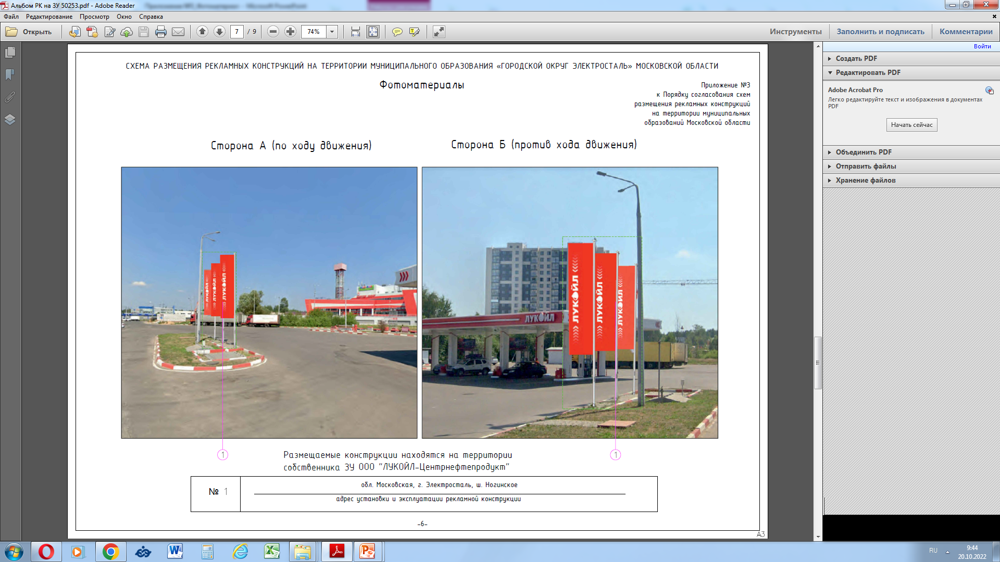 Альбом РК на ЗУ 50253.pdf - Adobe Reader
Файл Редактирование Просмотр Окно Справка
Открыть 7 / 9 74% Инструменты Заполнить и подписать Комментарии
Войти
Создать PDF
Редактировать PDF
Adobe Acrobat Pro
Легко редактируйте текст и изображения в документах
PDF
Начать сейчас
Объединить PDF
Отправить файлы
Хранение файлов
СХЕМА РАЗМЕЩЕНИЯ РЕКЛАМНЫХ КОНСТРУКЦИЙ НА ТЕРРИТОРИИ МУНИЦИПАЛЬНОГО ОБРАЗОВАНИЯ «ГОРОДСКОЙ ОКРУГ ЭЛЕКТРОСТАЛЬ» МОСКОВСКОЙ ОБЛАСТИ
Фотоматериалы
Приложение №3
к Порядку согласования схем
размещения рекламных конструкций
на территории муниципальных
образований Московской области
Сторона А (по ходу движения)
Сторона Б (против хода движения)
ЛУКОЙЛ
ЛУКОЙЛ
ЛУКОЙЛ
ЛУКОЙЛ
ЛУКОЙЛ
ЛУКОЙЛ
ЛУКОЙЛ
1
1
Размещаемые конструкции находятся на территории
собственника ЗУ ООО "ЛУКОЙЛ-Центрнефтепродукт"
№ 1
обл. Московская, г. Электросталь, ш. Ногинское
адрес установки и эксплуатации рекламной конструкции
-6-
А3
RU
9:44
20.10.2022